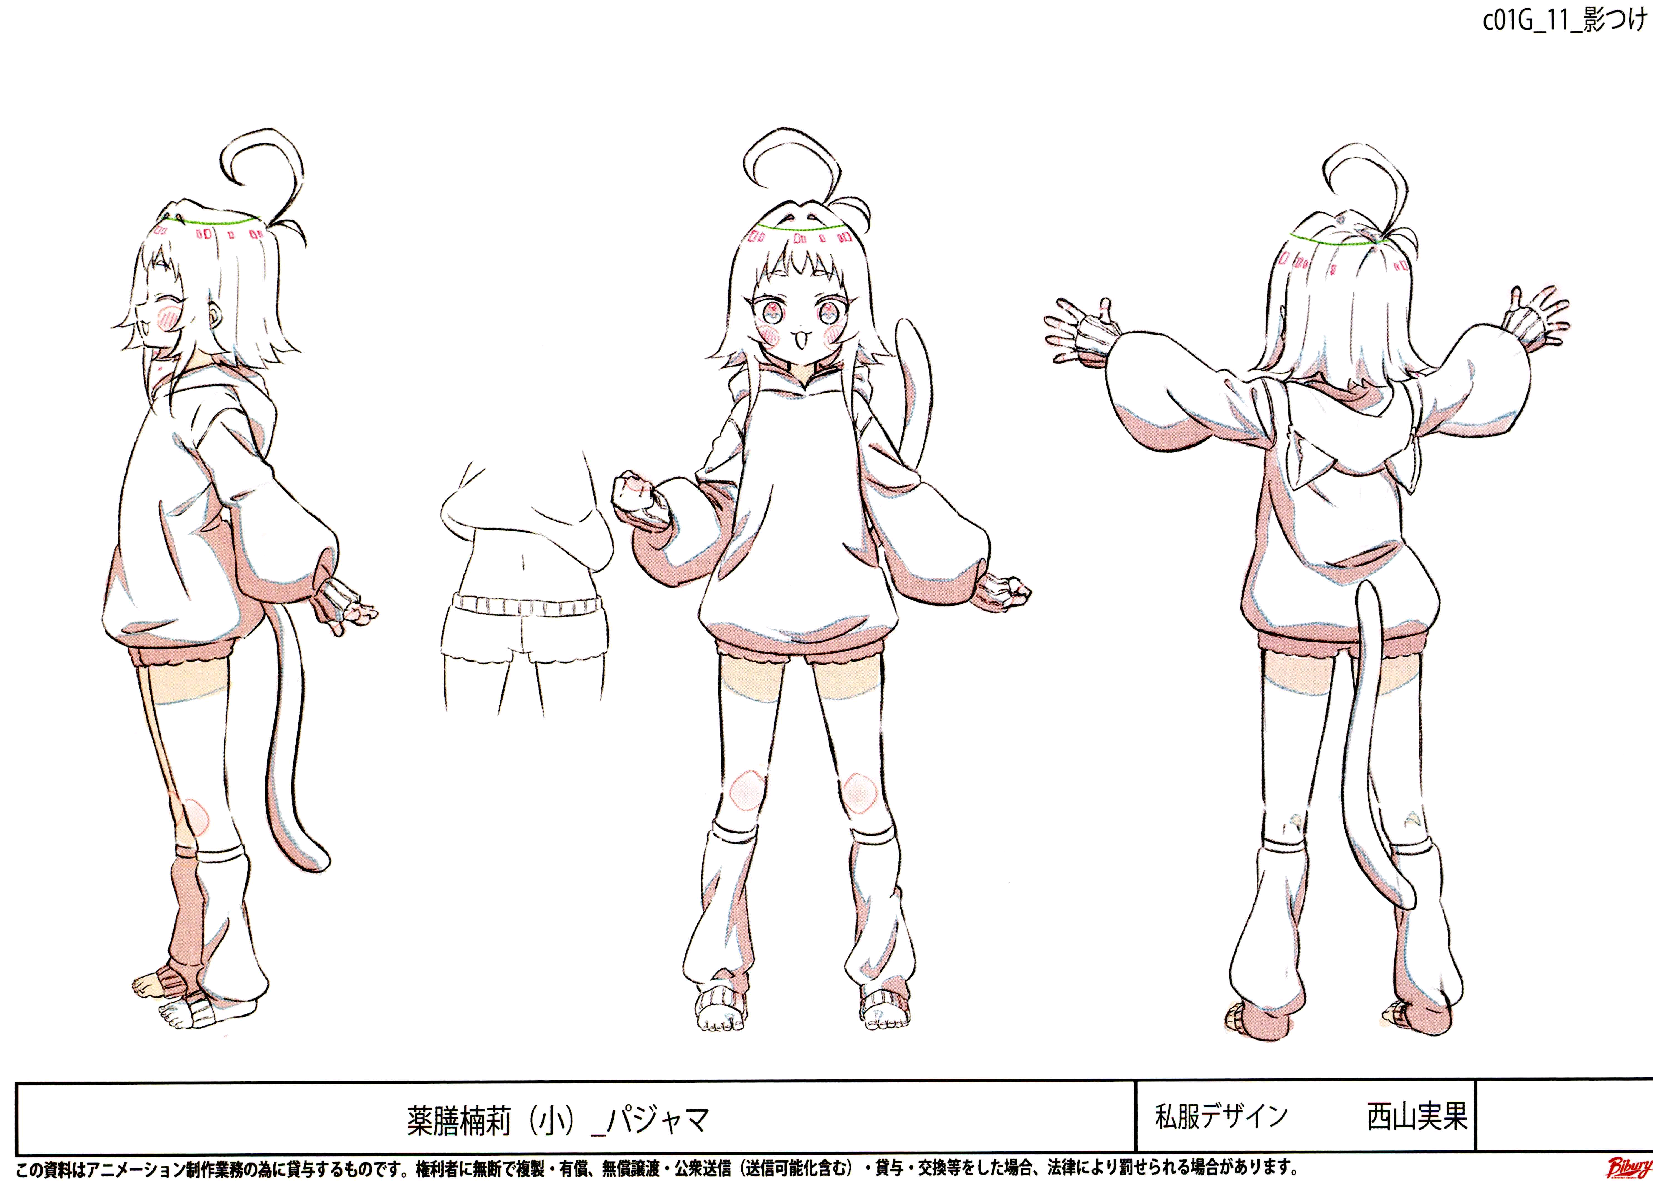 c01G_11_影つけ
薬膳楠莉（小）_パジャマ
私服デザイン 西山実果
この資料はアニメーション制作業務の為に貸与するものです。権利者に無断で複製・有償、無償譲渡・公衆送信（送信可能化含む）・貸与・交換等をした場合、法律により罰せられる場合があります。
Bibury